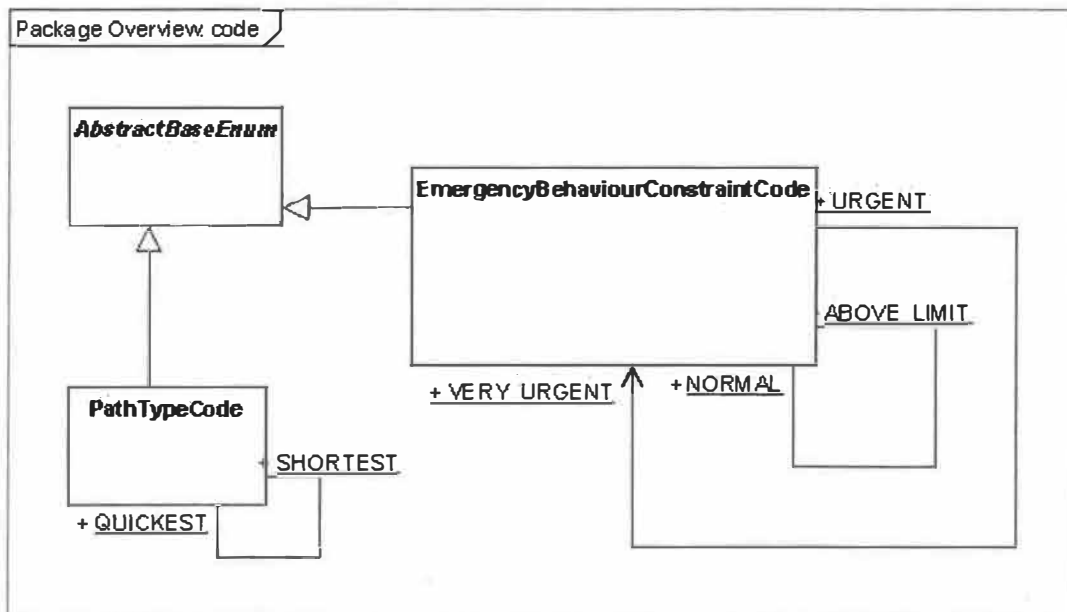 Package Overview: code
AbstractBaseEnum
EmergencyBehaviourConstraintCode
+ URGENT
ABOVE LIMIT
+ VERY URGENT
+ NORMAL
PathTypeCode
+ SHORTEST
+ QUICKEST